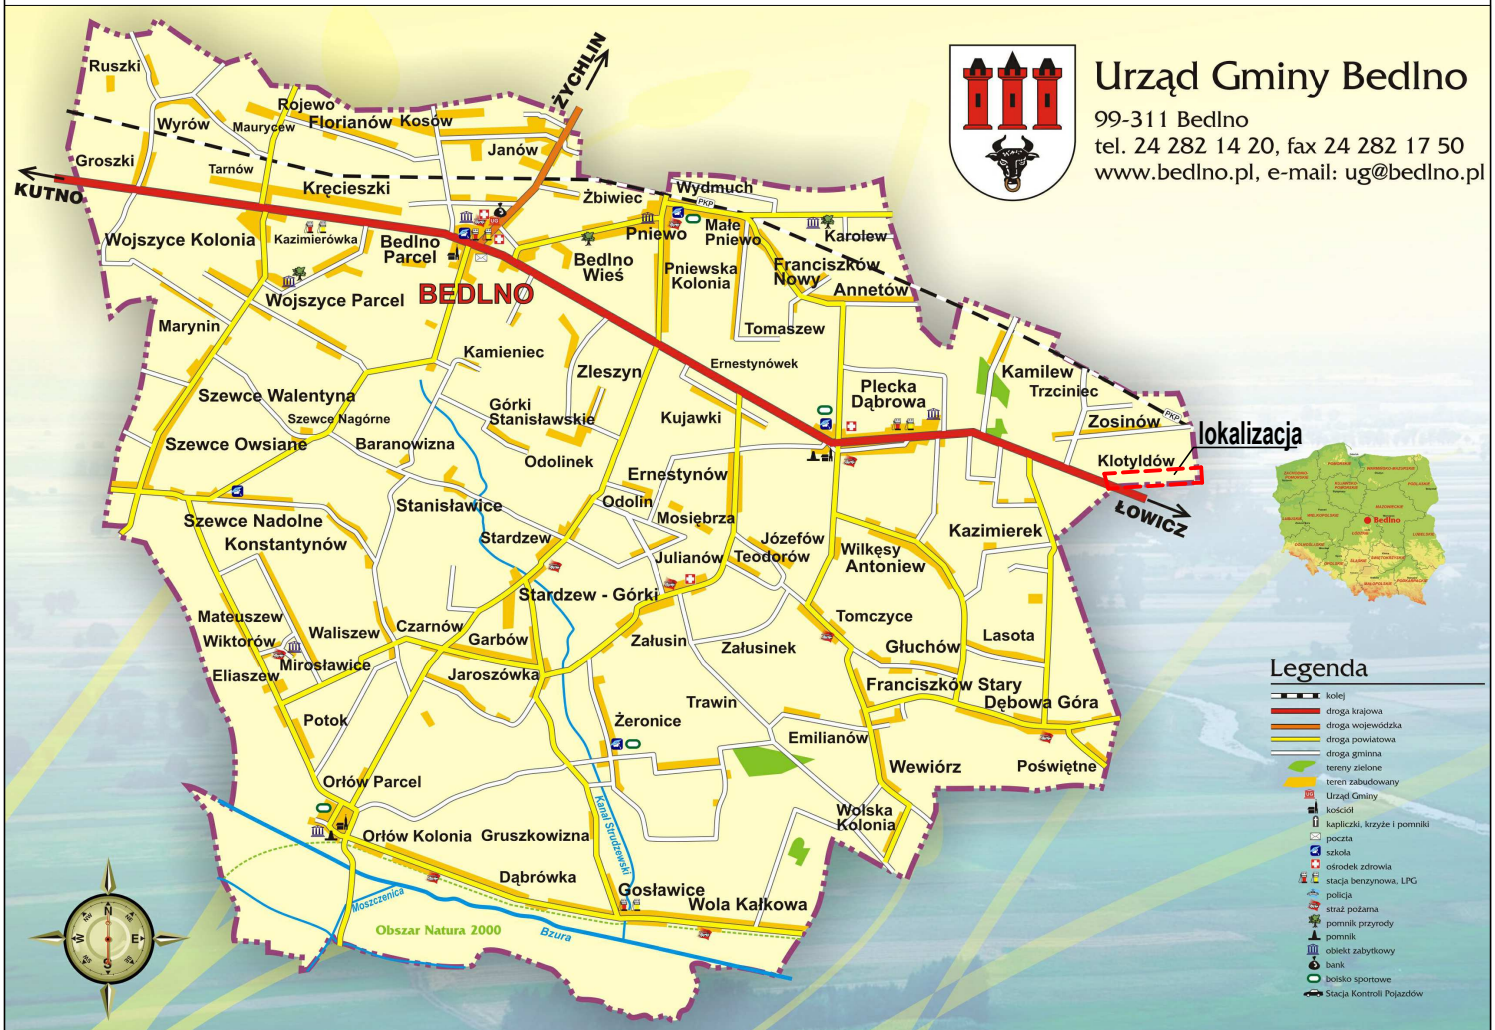 Urząd Gminy Bedlno
99-311 Bedlno
tel. 24 282 14 20, fax 24 282 17 50
www.bedlno.pl, e-mail: ug@bedlno.pl
ŻYCHLIN
Ruszki
Rojewo
Wyrów
Maurycew
Florianów
Kosów
Groszki
Tarnów
Janów
KUTNO
Kręcieszki
Żbiwiec
Wydmuch
PKP
Wojszyce Kolonia
Kazimierówka
Bedlno
Parcel
Pniewo
Małe
Pniewo
Karolew
Bedlno
Wieś
Pniewska
Kolonia
Franciszków
Nowy
Annetów
Wojszyce Parcel
BEDLNO
Marynin
Tomaszew
Kamieniec
Zleszyn
Ernestynówek
Kamilew
Trzciniec
Plecka
Dąbrowa
Szewce Walentyna
Górki
Stanisławskie
Szewce Nagórne
Kujawki
Zosinów
PKP
lokalizacja
Szewce Owsiane
Baranowizna
Odolinek
Klotyldów
Ernestynów
Stanisławice
Odolin
ŁOWICZ
Szewce Nadolne
Mosiębrza
Kazimierek
Konstantynów
Stardzew
Józefów
Julianów
Teodorów
Wilkęsy
Antoniew
Stardzew - Górki
Mateuszew
Wiktorów
Waliszew
Czarnów
Garbów
Załusin
Załusinek
Tomczyce
Głuchów
Lasota
Eliaszew
Mirosławice
Jaroszówka
Franciszków Stary
Trawin
Dębowa Góra
Potok
Żeronice
Emilianów
Wewiórz
Poświętne
Orłów Parcel
Kanał Strudzewski
Wolska
Kolonia
Orłów Kolonia
Gruszkowizna
Dąbrówka
Gosławice
Wola Kałkowa
Moszczenica
Obszar Natura 2000
Bzura
N
NE
E
SE
S
SW
W
NW
Bedlno
Legenda
kolej
droga krajowa
droga wojewódzka
droga powiatowa
droga gminna
tereny zielone
teren zabudowany
Urząd Gminy
kościół
kapliczki, krzyże i pomniki
poczta
szkoła
ośrodek zdrowia
stacja benzynowa, LPG
policja
straż pożarna
pomnik przyrody
pomnik
obiekt zabytkowy
bank
boisko sportowe
Stacja Kontroli Pojazdów